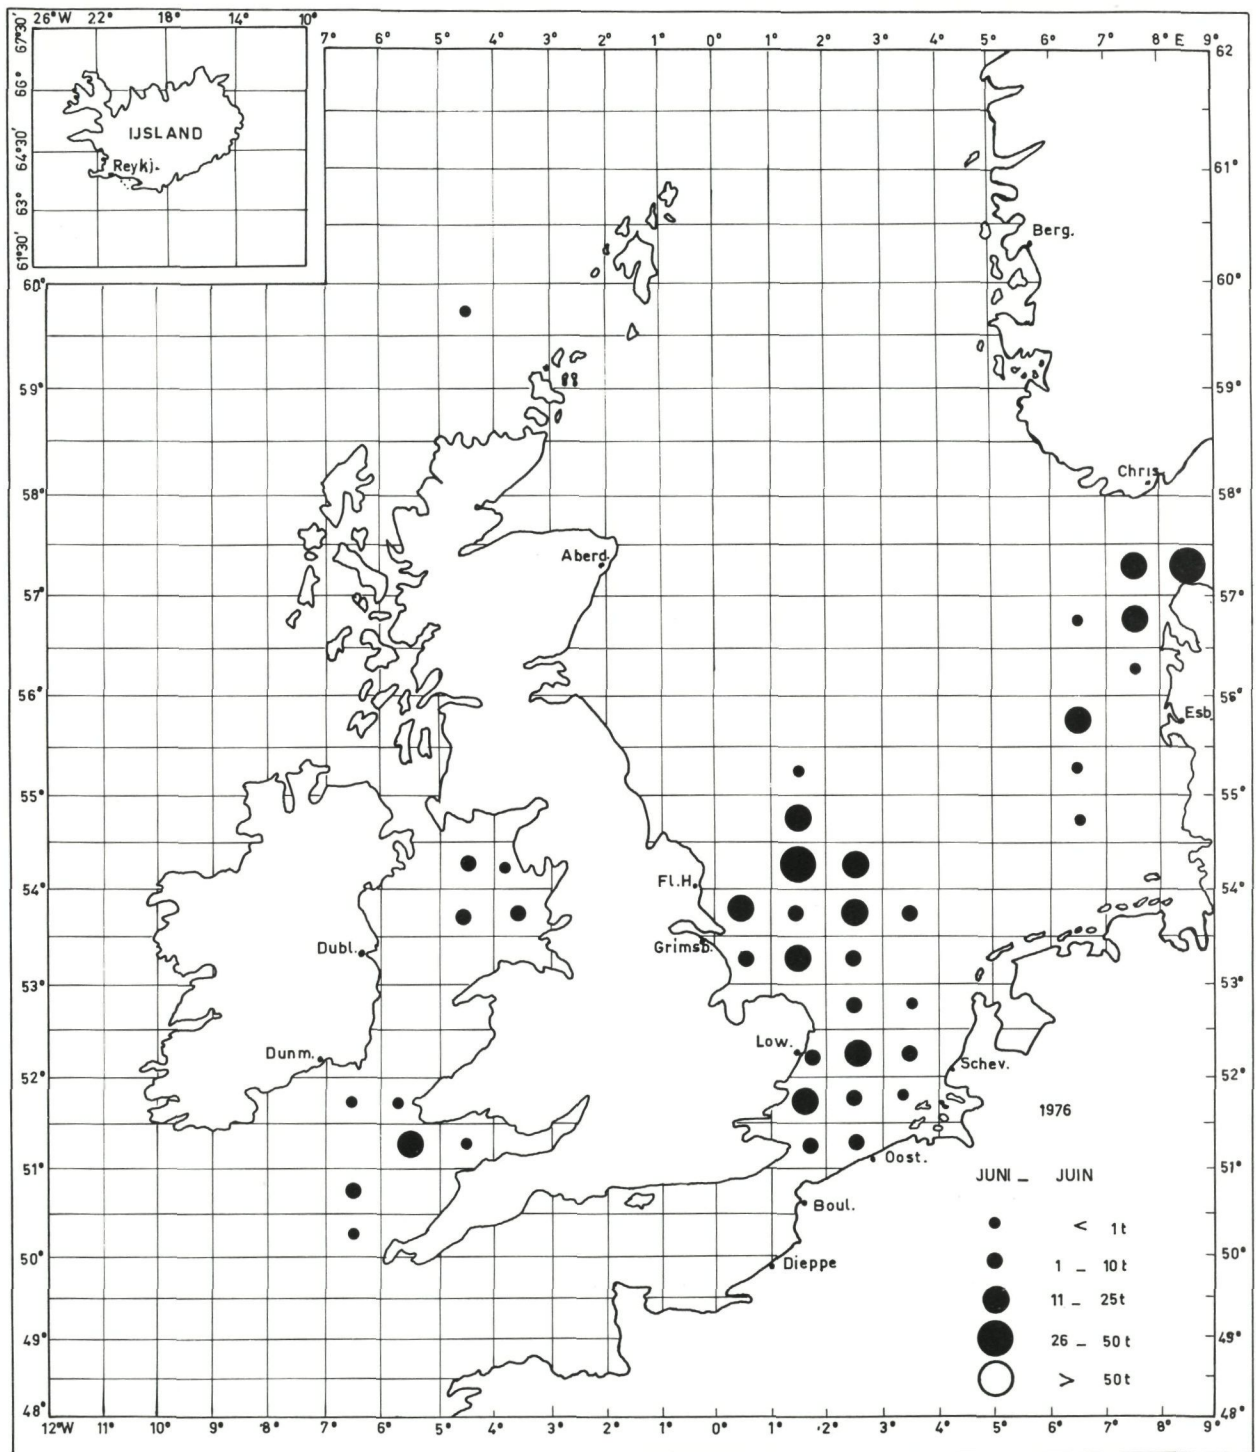 26°W 22° 18° 14° 10°
67°30' 66° 64°30' 63° 61°30'
IJSLAND
Reykj.
7° 6° 5° 4° 3° 2° 1° 0° 1° 2° 3° 4° 5° 6° 7° 8° E 9°
62
61° 61°
Berg.
60° 60°
59° 59°
Chris
58° 58°
Aberd.
57° 57°
56° 56°
Esb
55° 55°
54° 54°
Fl.H.
Grimsb.
Dubl.
53° 53°
Low.
Dunm.
Schev.
52° 52°
1976
51° 51°
Oost.
JUNI _ JUIN
Boul.
< 1t
50° 50°
Dieppe
1 _ 10t
11 _ 25t
49° 49°
26 _ 50t
> 50t
48° 48°
12°W 11° 10° 9° 8° 7° 6° 5° 4° 3° 2° 1° 0° 1° 2° 3° 4° 5° 6° 7° 8° 9°